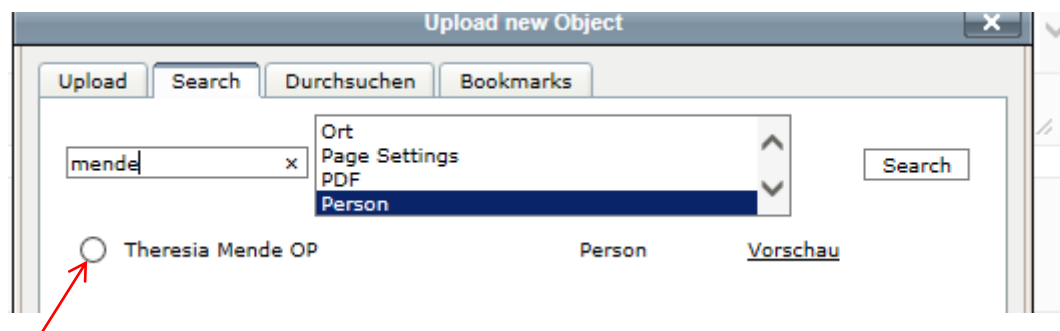 Upload new Object
Upload Search Durchsuchen Bookmarks
Ort
Page Settings
PDF
Person
mende x
Search
Theresia Mende OP Person Vorschau